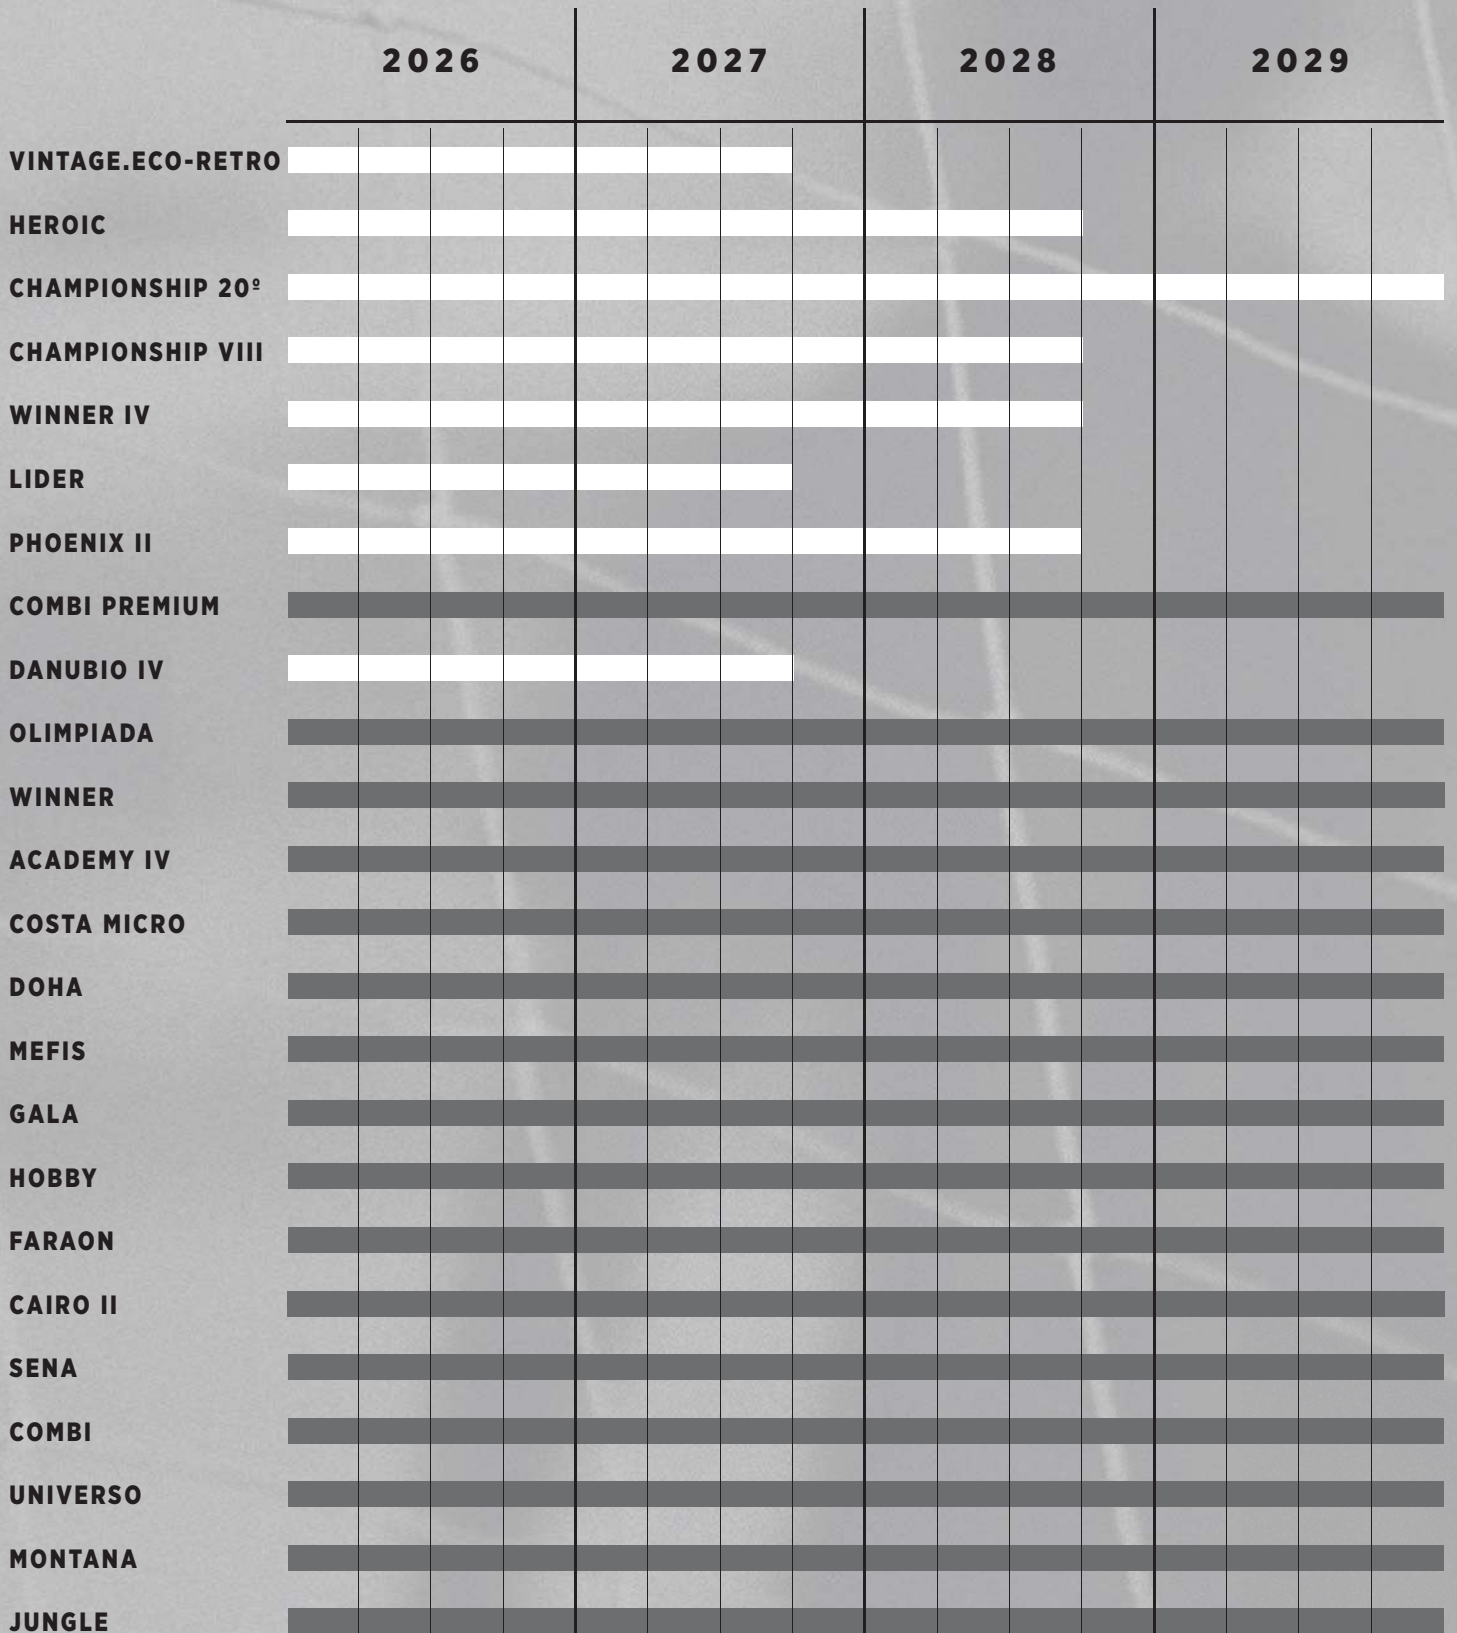 2026 2027 2028 2029
VINTAGE.ECO-RETRO
HEROIC
CHAMPIONSHIP 20º
CHAMPIONSHIP VIII
WINNER IV
LIDER
PHOENIX II
COMBI PREMIUM
DANUBIO IV
OLIMPIADA
WINNER
ACADEMY IV
COSTA MICRO
DOHA
MEFIS
GALA
HOBBY
FARAON
CAIRO II
SENA
COMBI
UNIVERSO
MONTANA
JUNGLE